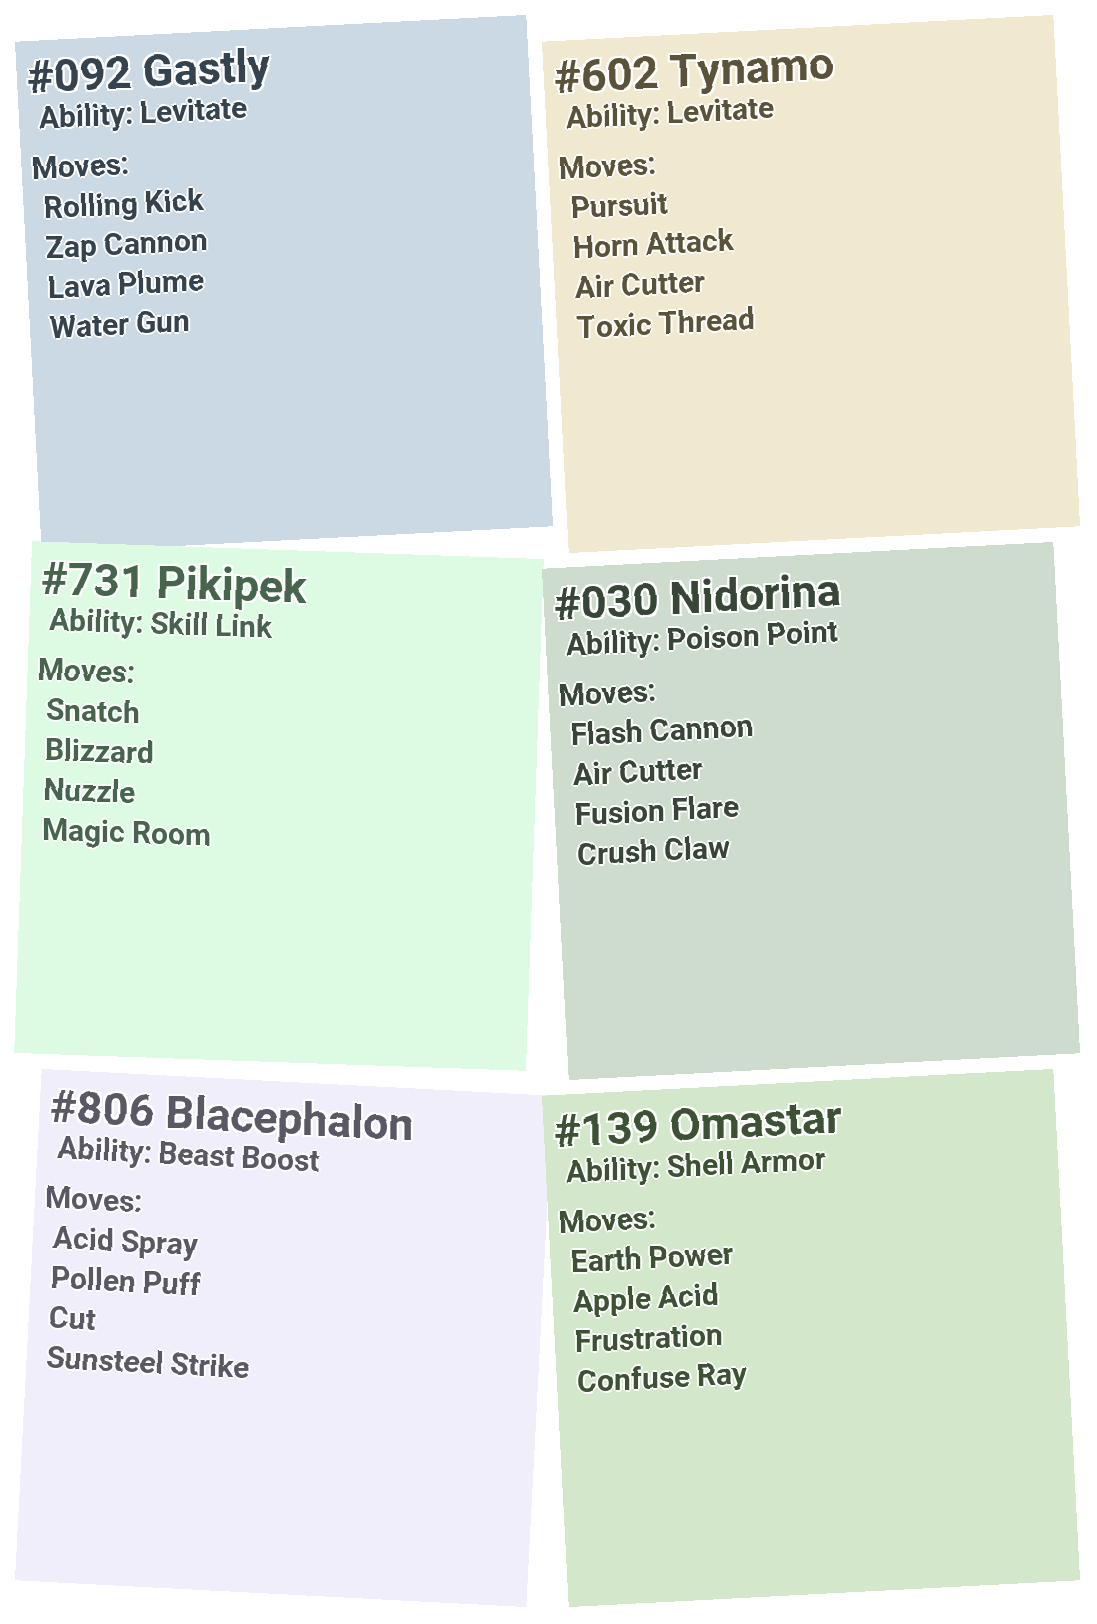 #092 Gastly
Ability: Levitate
Moves:
Rolling Kick
Zap Cannon
Lava Plume
Water Gun
#602 Tynamo
Ability: Levitate
Moves:
Pursuit
Horn Attack
Air Cutter
Toxic Thread
#731 Pikipek
Ability: Skill Link
Moves:
Snatch
Blizzard
Nuzzle
Magic Room
#030 Nidorina
Ability: Poison Point
Moves:
Flash Cannon
Air Cutter
Fusion Flare
Crush Claw
#806 Blacephalon
Ability: Beast Boost
Moves:
Acid Spray
Pollen Puff
Cut
Sunsteel Strike
#139 Omastar
Ability: Shell Armor
Moves:
Earth Power
Apple Acid
Frustration
Confuse Ray